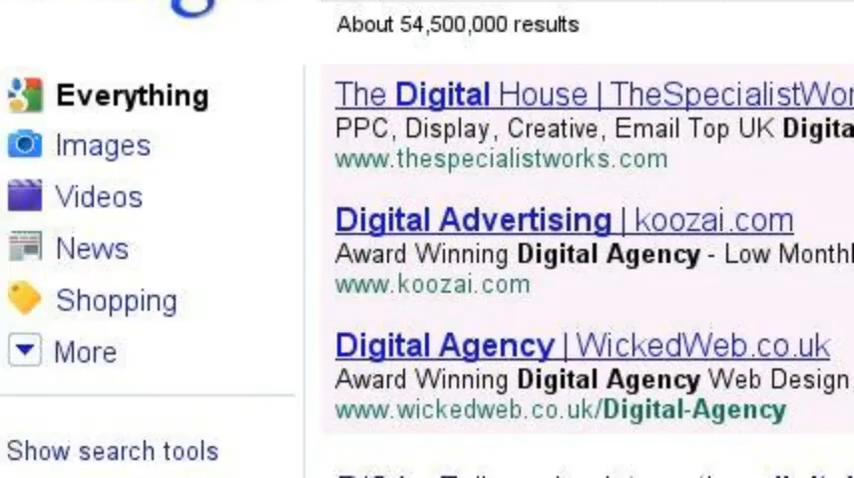 About 54,500,000 results
Everything
Images
Videos
News
Shopping
More
Show search tools
The Digital House | TheSpecialistWor
PPC, Display, Creative, Email Top UK Digita
www.thespecialistworks.com
Digital Advertising | koozai.com
Award Winning Digital Agency - Low Monthl
www.koozai.com
Digital Agency | WickedWeb.co.uk
Award Winning Digital Agency Web Design
www.wickedweb.co.uk/Digital-Agency